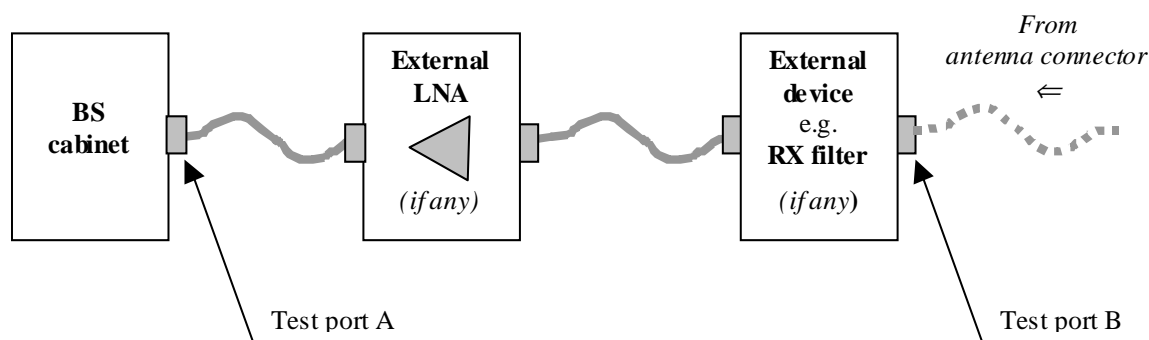 BS
cabinet
External
LNA
(if any)
External
device
e.g.
RX filter
(if any)
From
antenna connector
⇐
Test port A
Test port B